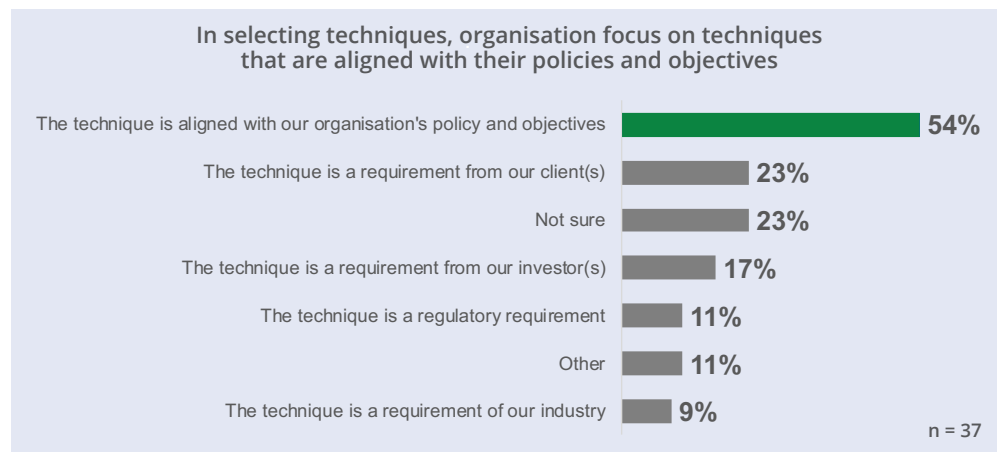 In selecting techniques, organisation focus on techniques
that are aligned with their policies and objectives
The technique is aligned with our organisation's policy and objectives 54%
The technique is a requirement from our client(s) 23%
Not sure 23%
The technique is a requirement from our investor(s) 17%
The technique is a regulatory requirement 11%
Other 11%
The technique is a requirement of our industry 9%
n = 37